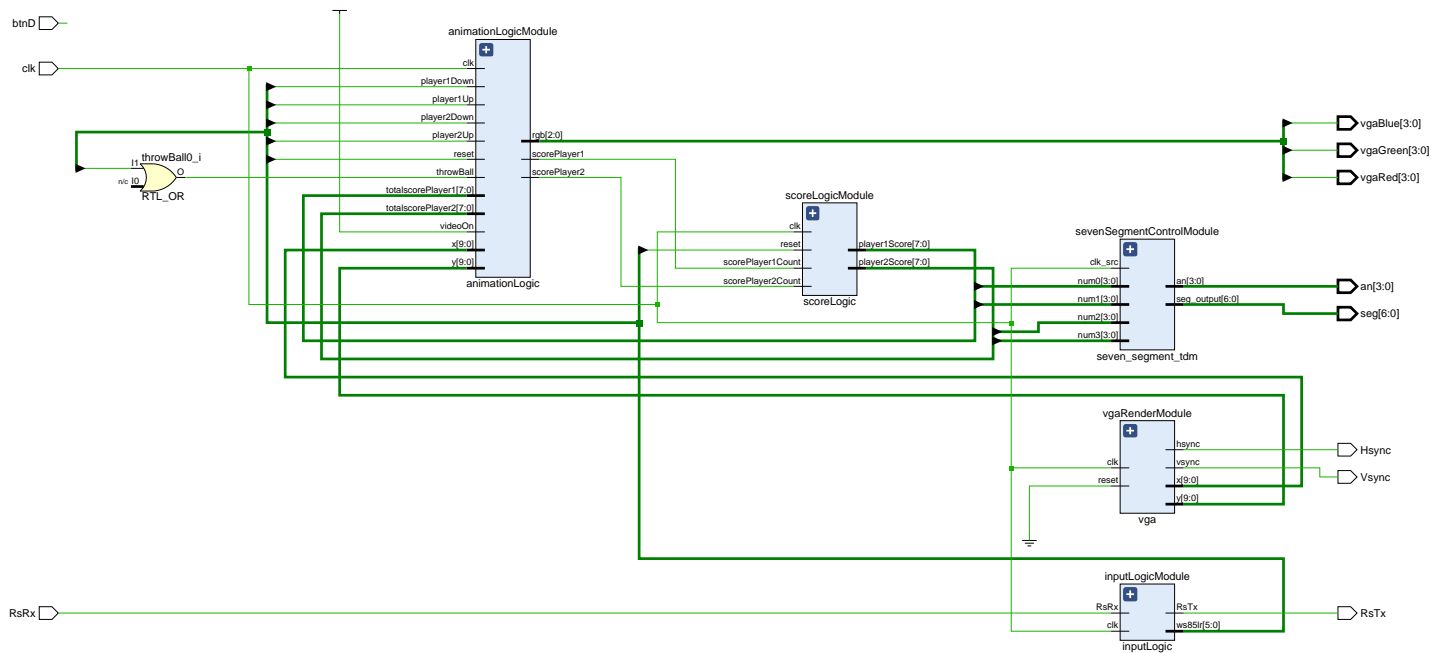 btnD
clk
RsRx
throwBall0_i
I1
n/c I0
O
RTL_OR
animationLogicModule
clk
player1Down
player1Up
player2Down
player2Up
reset
throwBall
totalscorePlayer1[7:0]
totalscorePlayer2[7:0]
videoOn
x[9:0]
y[9:0]
rgb[2:0]
scorePlayer1
scorePlayer2
animationLogic
scoreLogicModule
clk
reset
scorePlayer1Count
scorePlayer2Count
player1Score[7:0]
player2Score[7:0]
scoreLogic
sevenSegmentControlModule
clk_src
num0[3:0]
num1[3:0]
num2[3:0]
num3[3:0]
an[3:0]
seg_output[6:0]
seven_segment_tdm
vgaRenderModule
clk
reset
hsync
vsync
x[9:0]
y[9:0]
vga
inputLogicModule
RsRx
clk
RsTx
ws85lr[5:0]
inputLogic
vgaBlue[3:0]
vgaGreen[3:0]
vgaRed[3:0]
an[3:0]
seg[6:0]
Hsync
Vsync
RsTx